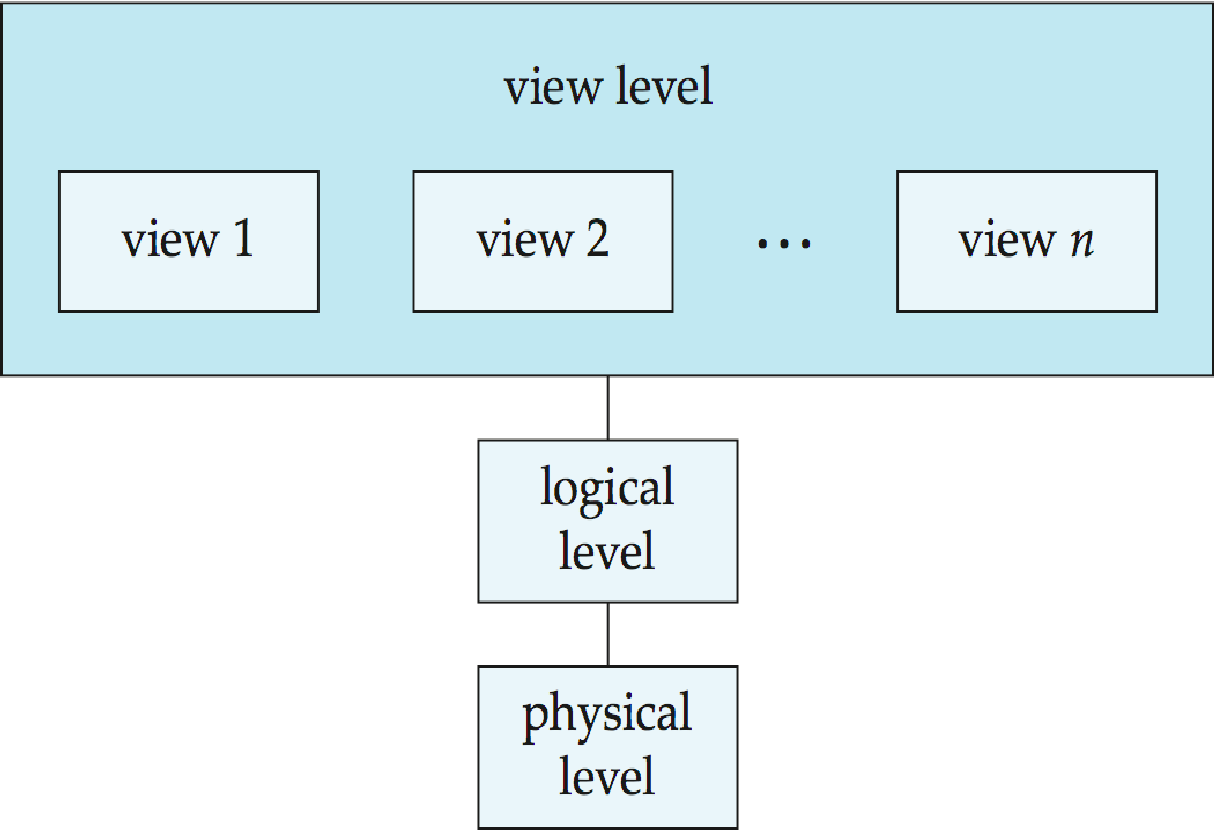 view level
view 1
view 2
...
view n
logical
level
physical
level